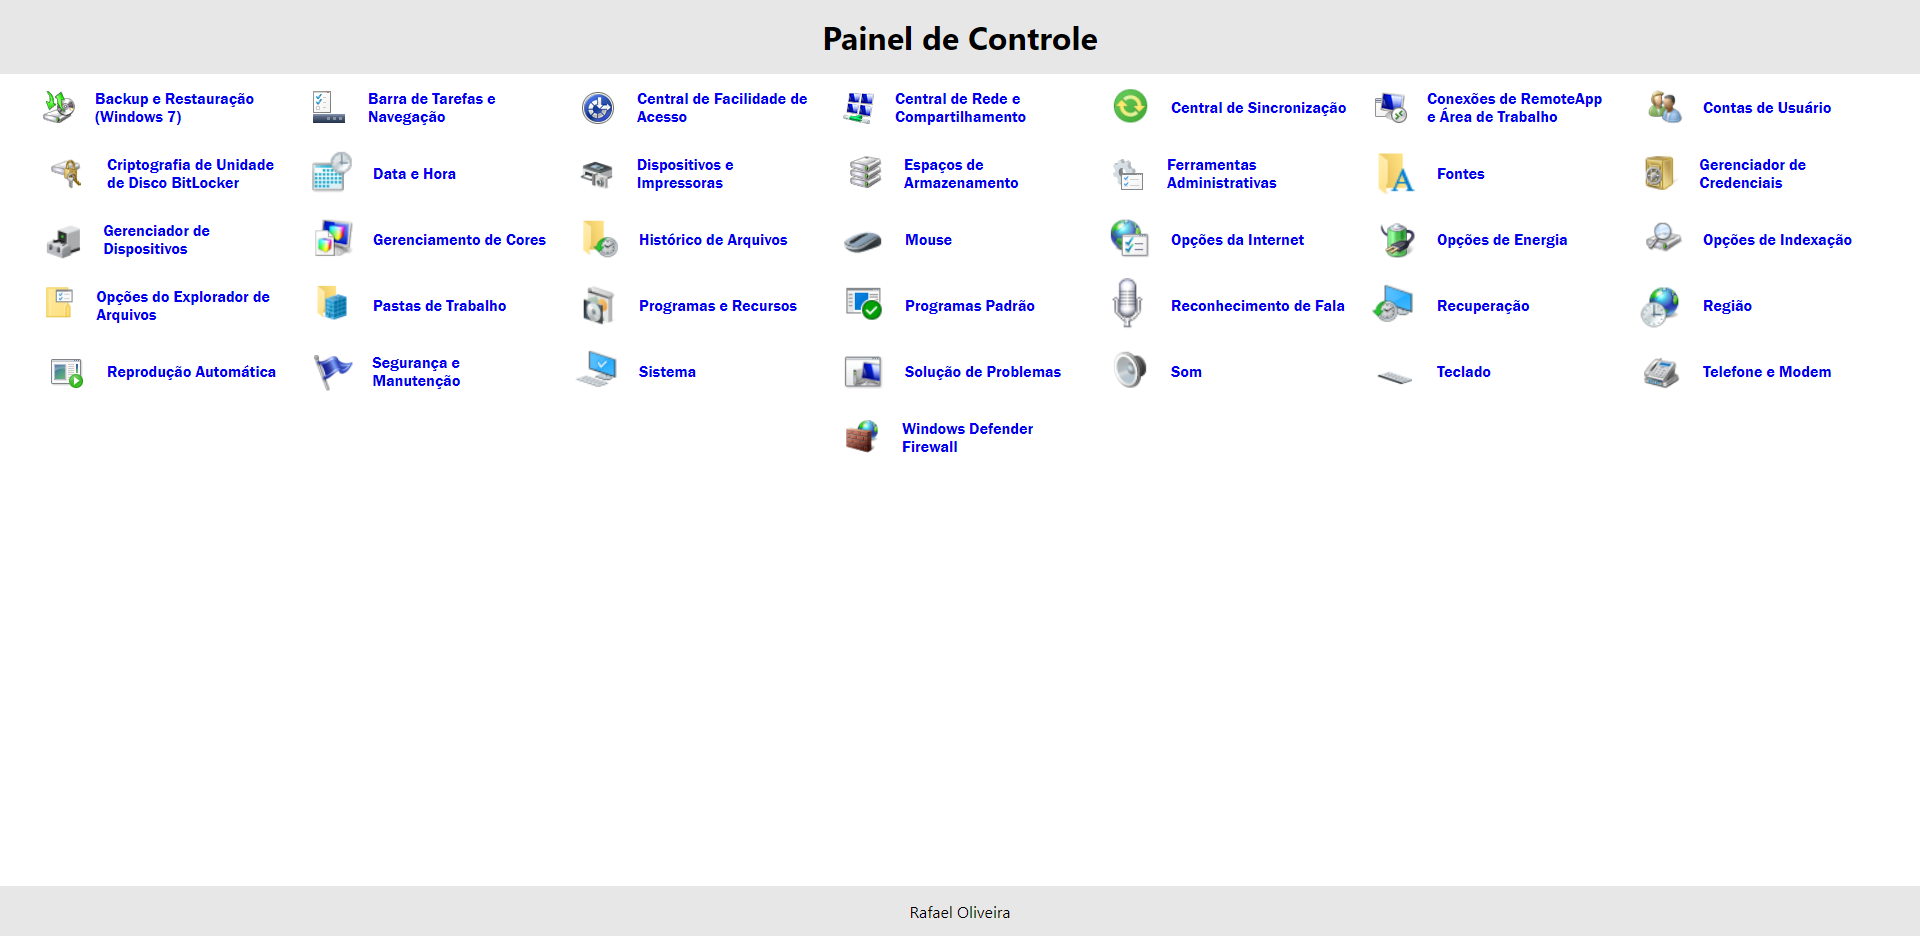 Painel de Controle
Backup e Restauração
(Windows 7)
Barra de Tarefas e
Navegação
Central de Facilidade de
Acesso
Central de Rede e
Compartilhamento
Central de Sincronização
Conexões de RemoteApp
e Área de Trabalho
Contas de Usuário
Criptografia de Unidade
de Disco BitLocker
Data e Hora
Dispositivos e
Impressoras
Espaços de
Armazenamento
Ferramentas
Administrativas
Fontes
Gerenciador de
Credenciais
Gerenciador de
Dispositivos
Gerenciamento de Cores
Histórico de Arquivos
Mouse
Opções da Internet
Opções de Energia
Opções de Indexação
Opções do Explorador de
Arquivos
Pastas de Trabalho
Programas e Recursos
Programas Padrão
Reconhecimento de Fala
Recuperação
Região
Reprodução Automática
Segurança e
Manutenção
Sistema
Solução de Problemas
Som
Teclado
Telefone e Modem
Windows Defender
Firewall
Rafael Oliveira